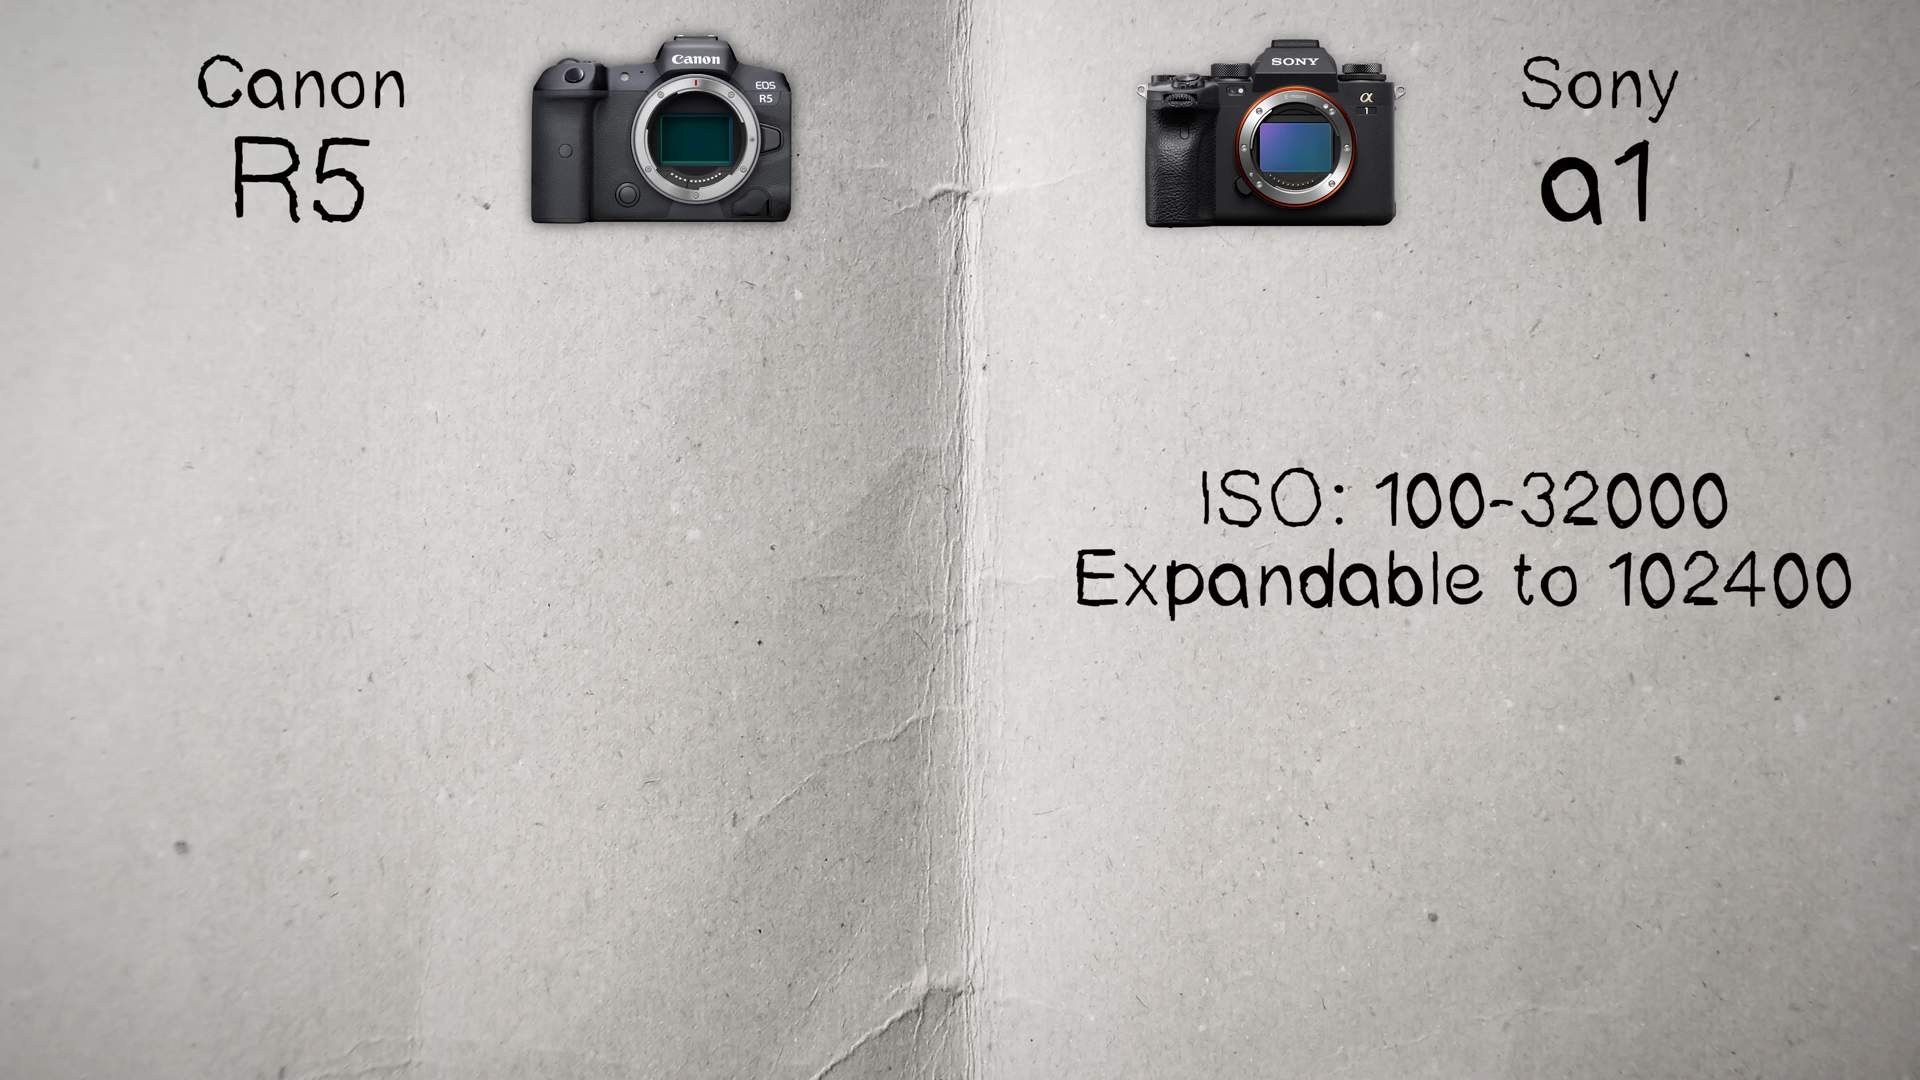 Canon
R5
Canon
EOS
R5
SONY
α
1
Sony
a1
ISO: 100-32000
Expandable to 102400